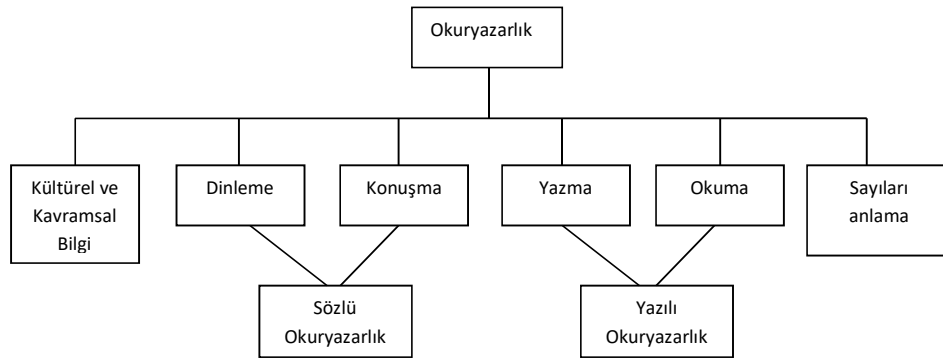 Okuryazarlık
Kültürel ve
Kavramsal
Bilgi
Dinleme
Konuşma
Yazma
Okuma
Sayıları
anlama
Sözlü
Okuryazarlık
Yazılı
Okuryazarlık